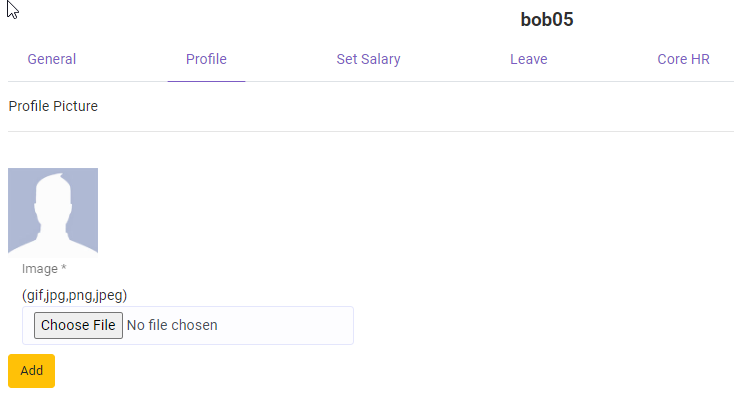 bob05
General Profile Set Salary Leave Core HR
Profile Picture
Image *
(gif,jpg,png,jpeg)
Choose File No file chosen
Add